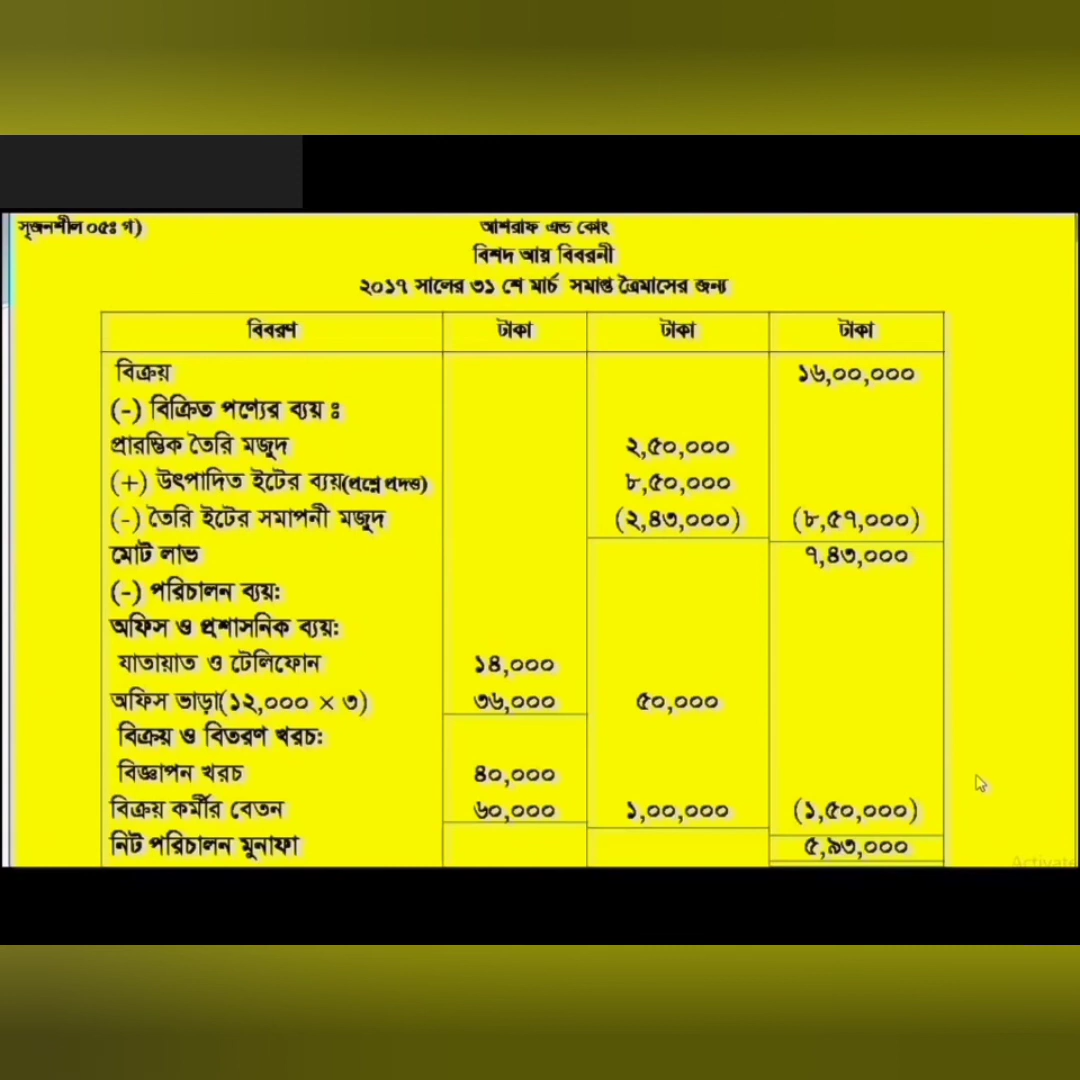 সৃজনশীল ০৫ঃ গ)
আশরাফ এন্ড কোং
বিশদ আয় বিবরনী
২০১৭ সালের ৩১ শে মার্চ সমাপ্ত ত্রৈমাসের জন্য
বিবরণ টাকা টাকা টাকা
বিক্রয় ১৬,০০,০০০
(-) বিক্রিত পণ্যের ব্যয় ঃ
প্রারম্ভিক তৈরি মজুদ ২,৫০,০০০
(+) উৎপাদিত ইটের ব্যয়(প্রশ্নে প্রদত্ত) ৮,৫০,০০০
(-) তৈরি ইটের সমাপনী মজুদ (২,৪৩,০০০) (৮,৫৭,০০০)
মোট লাভ ৭,৪৩,০০০
(-) পরিচালন ব্যয়:
অফিস ও প্রশাসনিক ব্যয়:
যাতায়াত ও টেলিফোন ১৪,০০০
অফিস ভাড়া(১২,০০০ × ৩) ৩৬,০০০ ৫০,০০০
বিক্রয় ও বিতরণ খরচ:
বিজ্ঞাপন খরচ ৪০,০০০
বিক্রয় কর্মীর বেতন ৬০,০০০ ১,০০,০০০ (১,৫০,০০০)
নিট পরিচালন মুনাফা ৫,৯৩,০০০
Activate